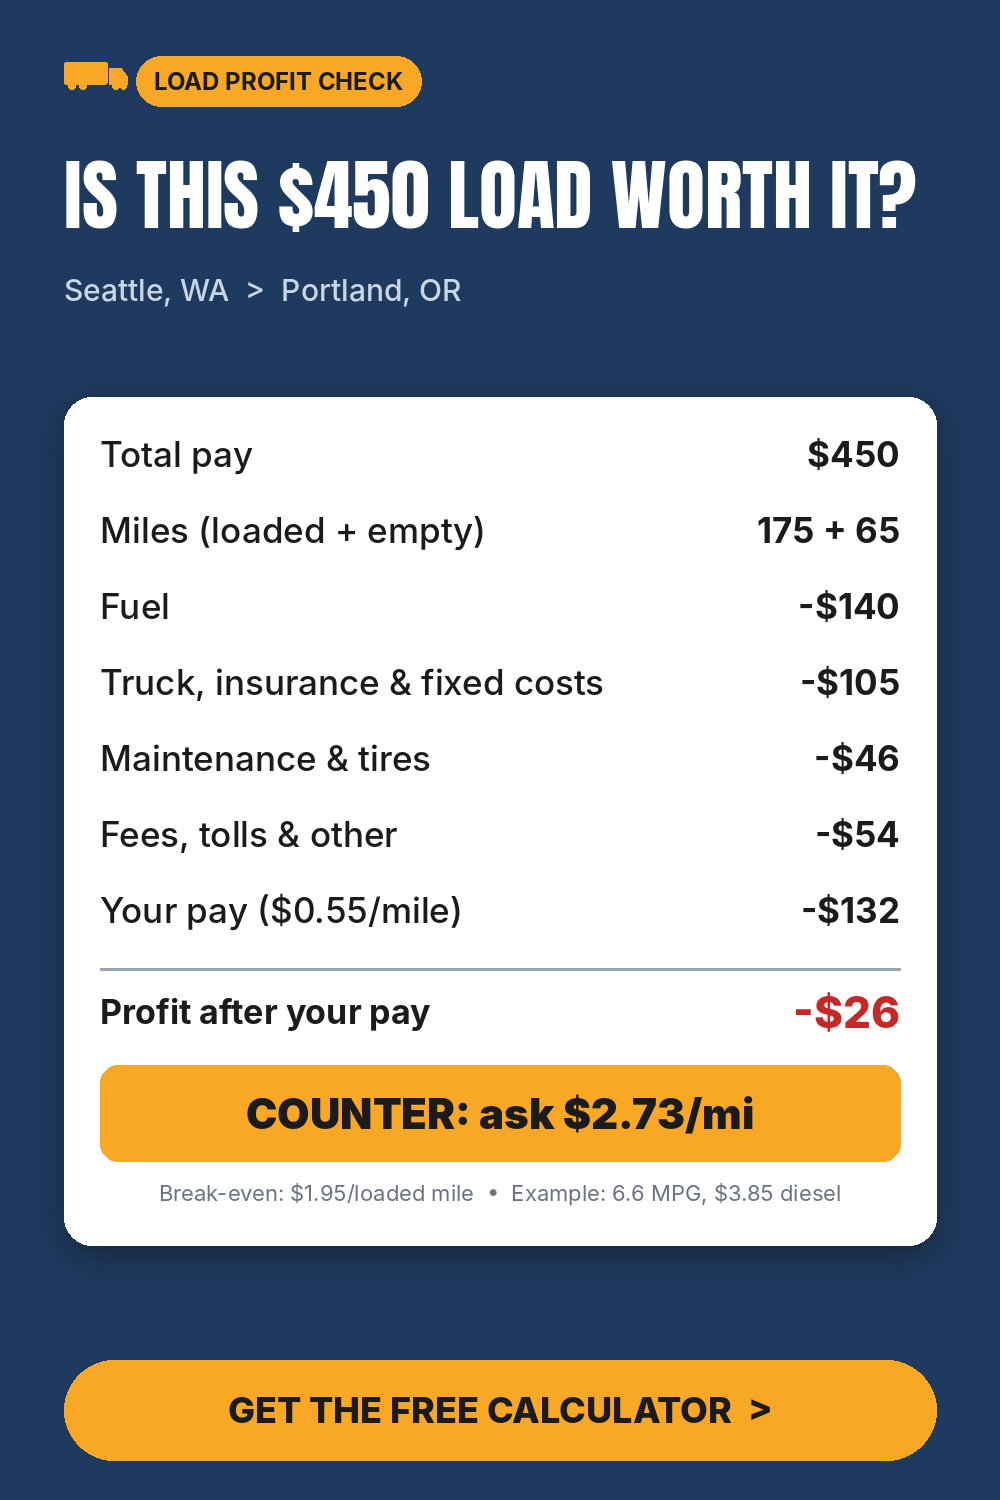 LOAD PROFIT CHECK
IS THIS $450 LOAD WORTH IT?
Seattle, WA > Portland, OR
Total pay $450
Miles (loaded + empty) 175 + 65
Fuel -$140
Truck, insurance & fixed costs -$105
Maintenance & tires -$46
Fees, tolls & other -$54
Your pay ($0.55/mile) -$132
Profit after your pay -$26
COUNTER: ask $2.73/mi
Break-even: $1.95/loaded mile • Example: 6.6 MPG, $3.85 diesel
GET THE FREE CALCULATOR >